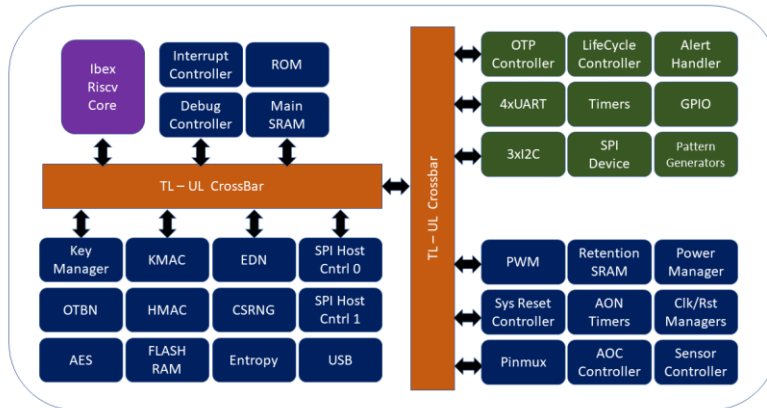 Ibex
Riscv
Core
Interrupt
Controller
ROM
Debug
Controller
Main
SRAM
TL – UL CrossBar
Key
Manager
KMAC
EDN
SPI Host
Cntrl 0
OTBN
HMAC
CSRNG
SPI Host
Cntrl 1
AES
FLASH
RAM
Entropy
USB
TL – UL Crossbar
OTP
Controller
LifeCycle
Controller
Alert
Handler
4xUART
Timers
GPIO
3xI2C
SPI
Device
Pattern
Generators
PWM
Retention
SRAM
Power
Manager
Sys Reset
Controller
AON
Timers
Clk/Rst
Managers
Pinmux
AOC
Controller
Sensor
Controller